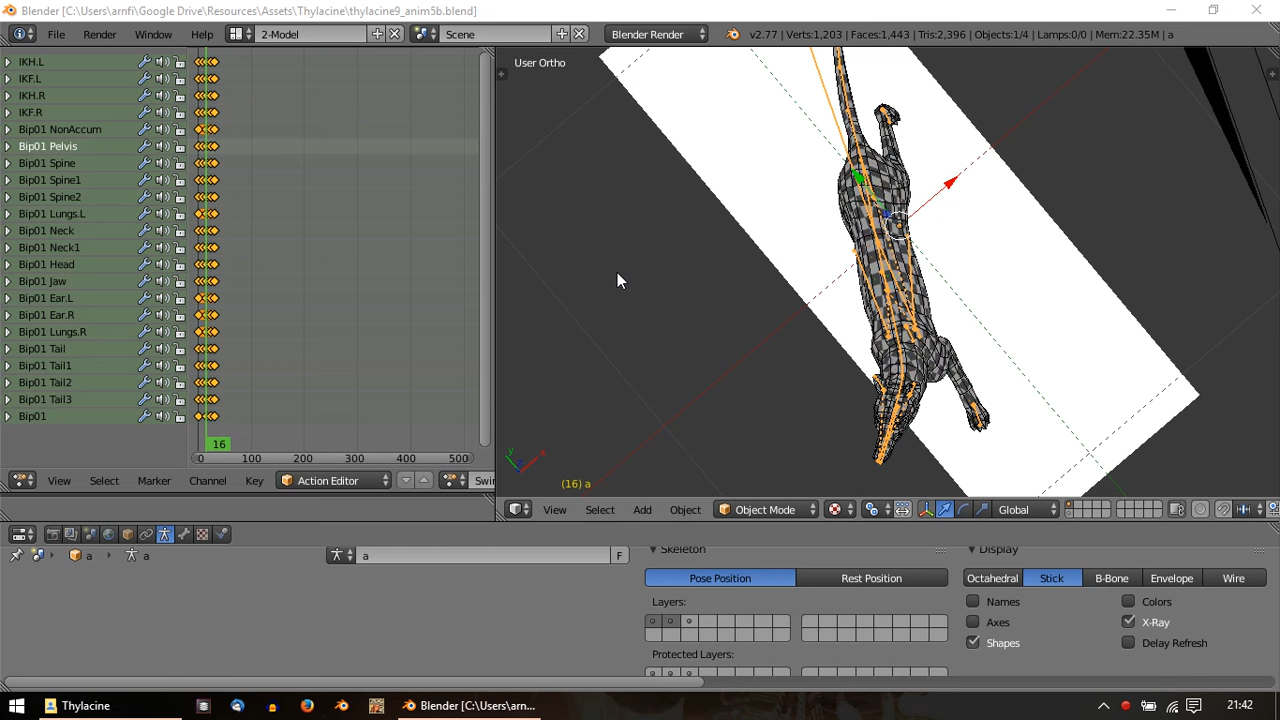 Blender [C:\Users\arnfi\Google Drive\Resources\Assets\Thylacine\thylacine9_anim5b.blend]
File Render Window Help 2-Model Scene Blender Render v2.77 | Verts:1,203 | Faces:1,443 | Tris:2,396 | Objects:1/4 | Lamps:0/0 | Mem:22.35M | a
User Ortho
IKH.L
IKF.L
IKH.R
IKF.R
Bip01 NonAccum
Bip01 Pelvis
Bip01 Spine
Bip01 Spine1
Bip01 Spine2
Bip01 Lungs.L
Bip01 Neck
Bip01 Neck1
Bip01 Head
Bip01 Jaw
Bip01 Ear.L
Bip01 Ear.R
Bip01 Lungs.R
Bip01 Tail
Bip01 Tail1
Bip01 Tail2
Bip01 Tail3
Bip01
16
0 100 200 300 400 500
y x z
(16) a
View Select Marker Channel Key Action Editor Swi
View Select Add Object Object Mode Global
a a a F
Skeleton
Pose Position Rest Position
Layers:
Protected Layers:
Display
Octahedral Stick B-Bone Envelope Wire
Names Colors
Axes X-Ray
Shapes Delay Refresh
Thylacine Blender [C:\Users\arn... 21:42